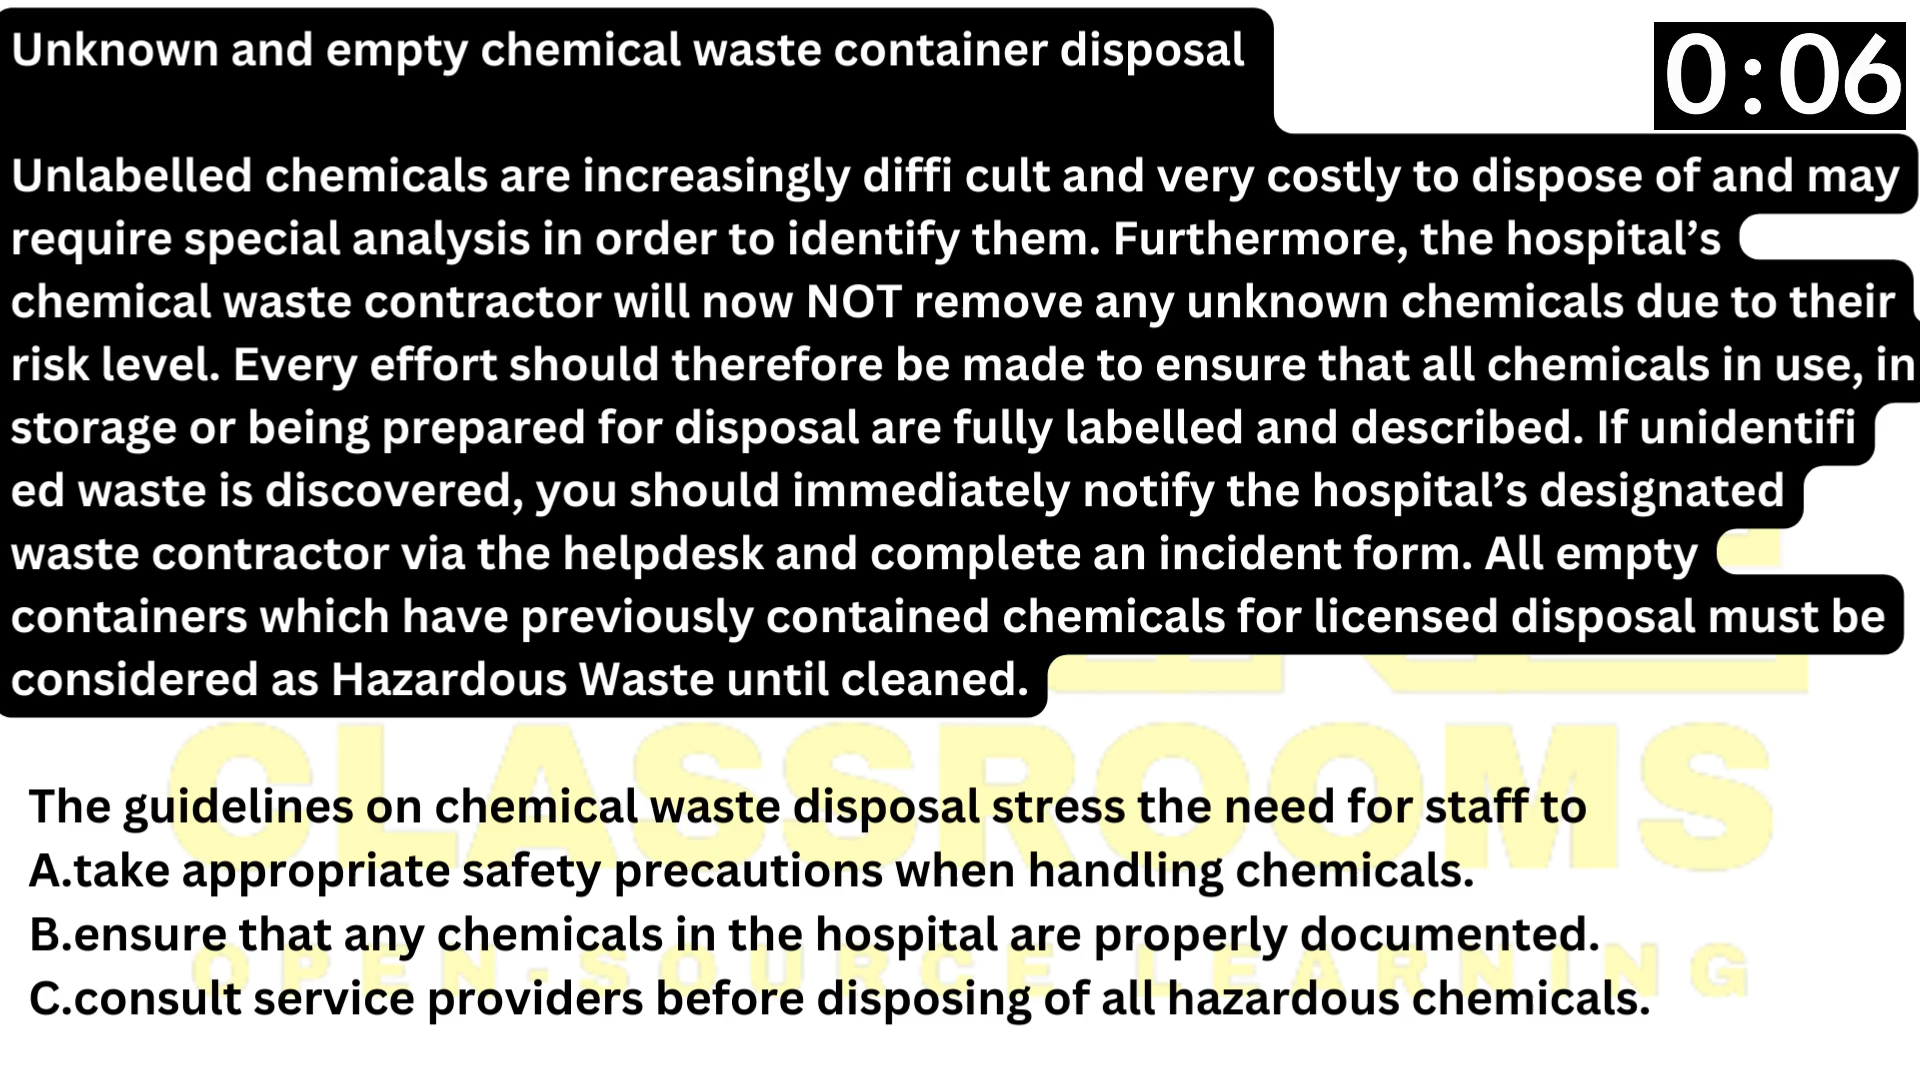 Unknown and empty chemical waste container disposal
0:06
Unlabelled chemicals are increasingly diffi cult and very costly to dispose of and may
require special analysis in order to identify them. Furthermore, the hospital’s
chemical waste contractor will now NOT remove any unknown chemicals due to their
risk level. Every effort should therefore be made to ensure that all chemicals in use, in
storage or being prepared for disposal are fully labelled and described. If unidentifi
ed waste is discovered, you should immediately notify the hospital’s designated
waste contractor via the helpdesk and complete an incident form. All empty
containers which have previously contained chemicals for licensed disposal must be
considered as Hazardous Waste until cleaned.
CLASSROOMS
The guidelines on chemical waste disposal stress the need for staff to
A.take appropriate safety precautions when handling chemicals.
B.ensure that any chemicals in the hospital are properly documented.
OPEN-SOURCE LEARNING
C.consult service providers before disposing of all hazardous chemicals.